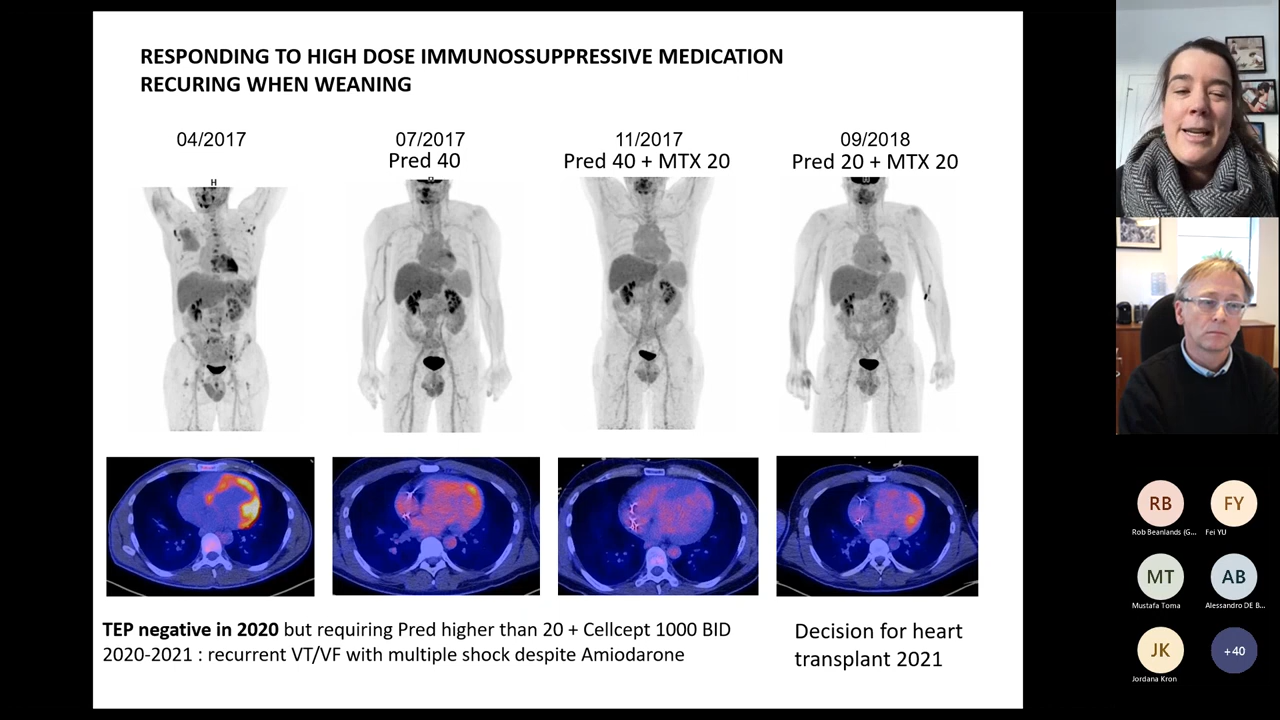 RESPONDING TO HIGH DOSE IMMUNOSSUPPRESSIVE MEDICATION
RECURING WHEN WEANING
04/2017
07/2017
Pred 40
11/2017
Pred 40 + MTX 20
09/2018
Pred 20 + MTX 20
H
TEP negative in 2020 but requiring Pred higher than 20 + Cellcept 1000 BID
2020-2021 : recurrent VT/VF with multiple shock despite Amiodarone
Decision for heart
transplant 2021
RB
Rob Beanlands (G...
FY
Fei YU
MT
Mustafa Toma
AB
Alessandro DE B...
JK
Jordana Kron
+40